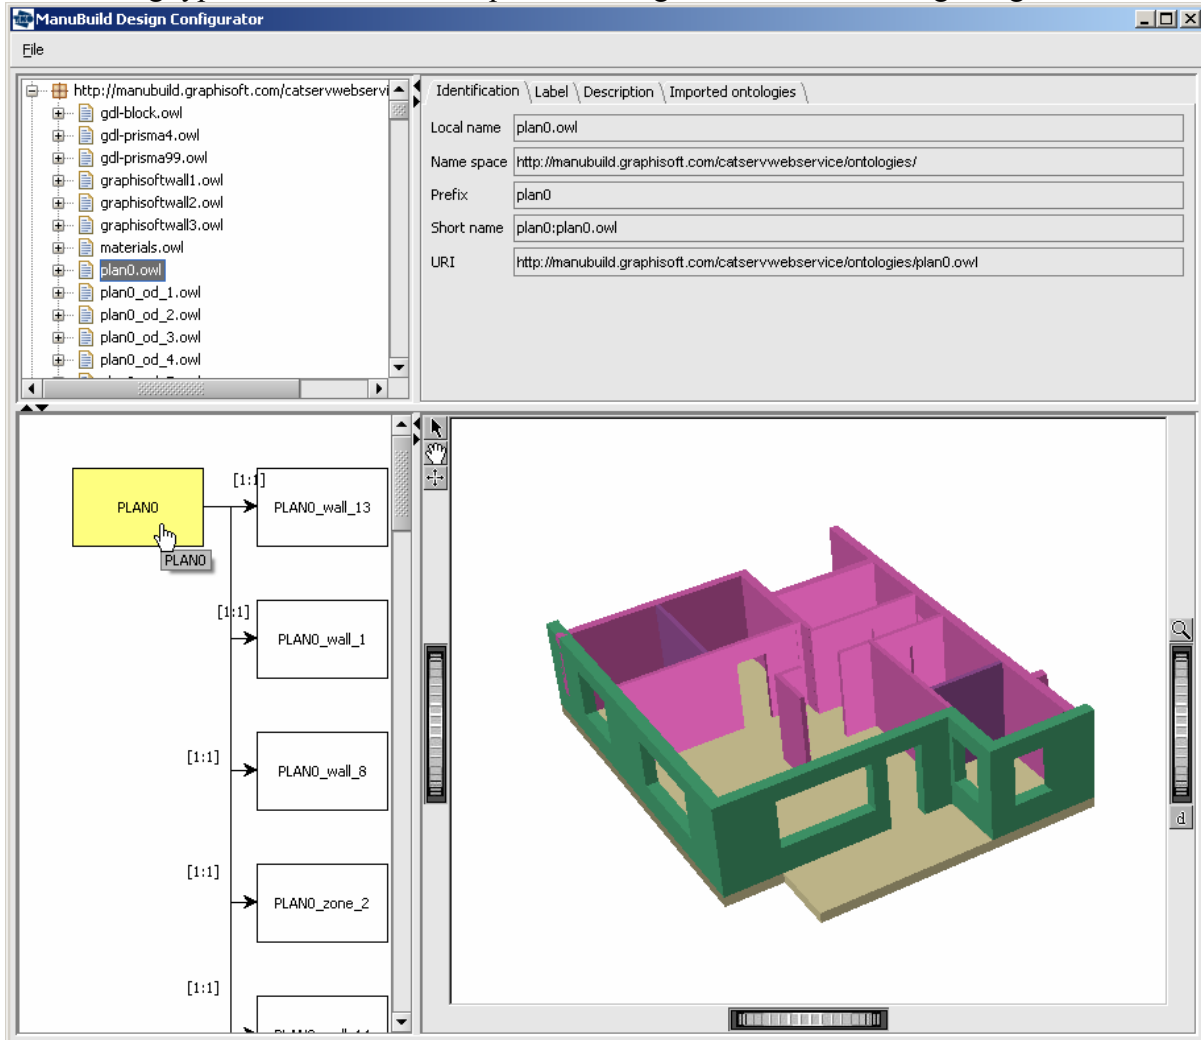 ManuBuild Design Configurator
File
http://manubuild.graphisoft.com/catservwebservi
gdl-block.owl
gdl-prisma4.owl
gdl-prisma99.owl
graphisoftwall1.owl
graphisoftwall2.owl
graphisoftwall3.owl
materials.owl
plan0.owl
plan0_od_1.owl
plan0_od_2.owl
plan0_od_3.owl
plan0_od_4.owl
Identification \ Label \ Description \ Imported ontologies \
Local name plan0.owl
Name space http://manubuild.graphisoft.com/catservwebservice/ontologies/
Prefix plan0
Short name plan0:plan0.owl
URI http://manubuild.graphisoft.com/catservwebservice/ontologies/plan0.owl
[1:1]
PLAN0
PLAN0_wall_13
PLAN0
[1:1]
PLAN0_wall_1
[1:1]
PLAN0_wall_8
[1:1]
PLAN0_zone_2
[1:1]
d